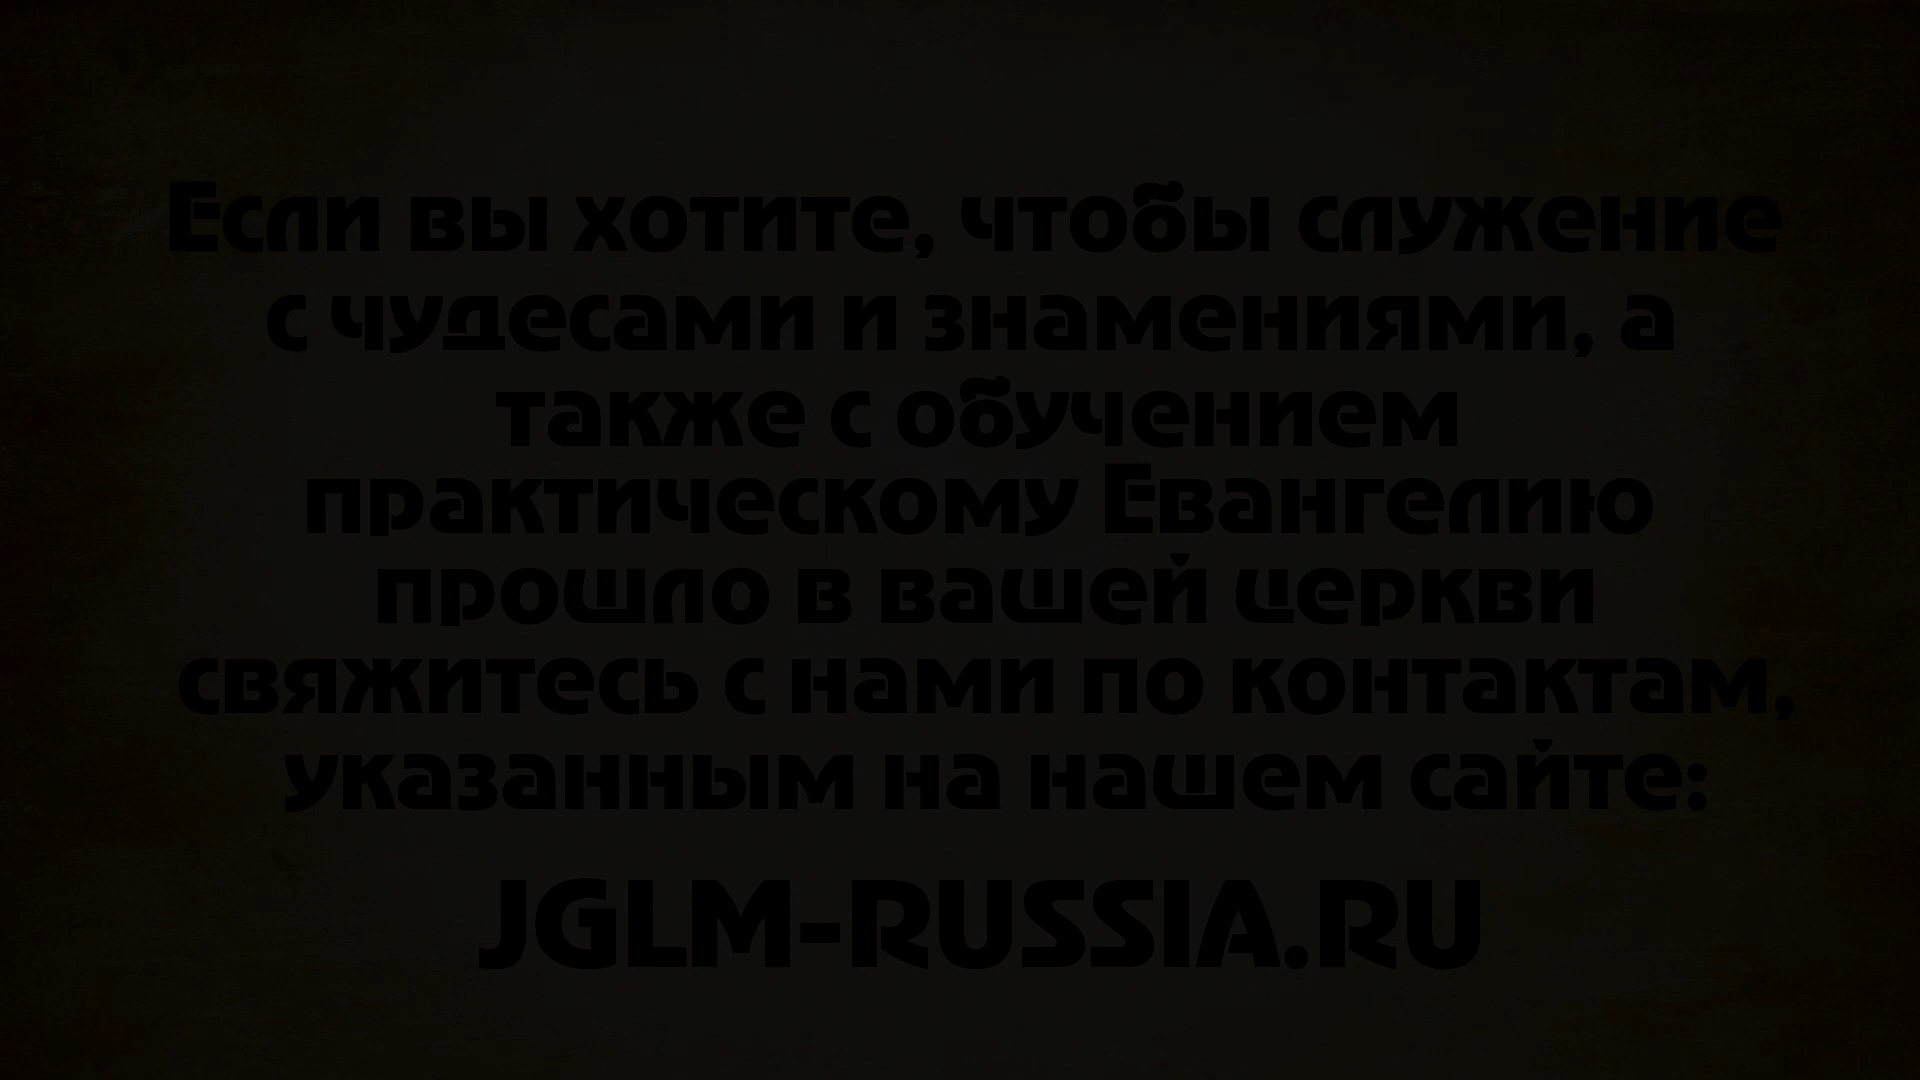 Если вы хотите, чтобы служение
с чудесами и знамениями, а
также с обучением
практическому Евангелию
прошло в вашей церкви
свяжитесь с нами по контактам,
указанным на нашем сайте:
JGLM-RUSSIA.RU